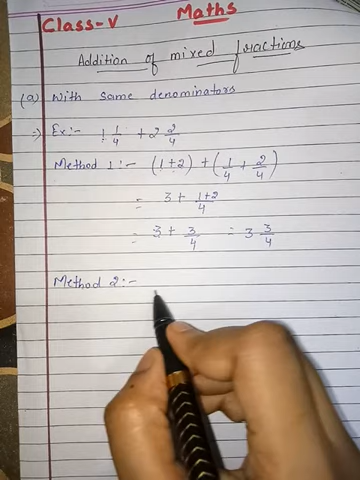 Class-V Maths
Addition of mixed fractions
(a) With same denominators
⇒ Ex:- 1 1/4 + 2 2/4
Method 1:- (1+2) + (1/4 + 2/4)
= 3 + 1+2/4
= 3 + 3/4 = 3 3/4
Method 2:-